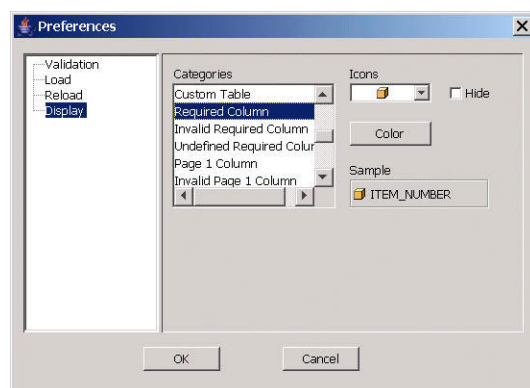 Preferences
Validation
Load
Reload
Display
Categories
Custom Table
Required Column
Invalid Required Column
Undefined Required Colur
Page 1 Column
Invalid Page 1 Column
Icons
Hide
Color
Sample
ITEM_NUMBER
OK
Cancel